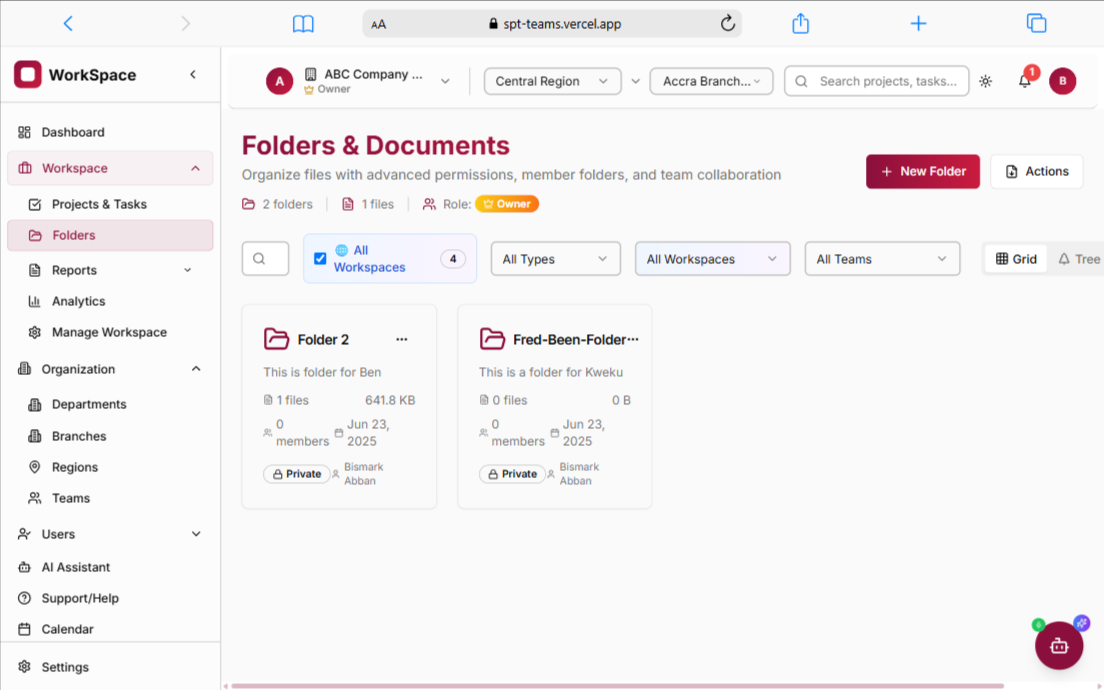 AA
spt-teams.vercel.app
WorkSpace
A
ABC Company ...
Owner
Central Region
Accra Branch...
Search projects, tasks...
1
B
Dashboard
Workspace
Projects & Tasks
Folders
Reports
Analytics
Manage Workspace
Organization
Departments
Branches
Regions
Teams
Users
AI Assistant
Support/Help
Calendar
Settings
Folders & Documents
Organize files with advanced permissions, member folders, and team collaboration
2 folders
1 files
Role:
Owner
+ New Folder
Actions
All
Workspaces
4
All Types
All Workspaces
All Teams
Grid
Tree
Folder 2
...
This is folder for Ben
1 files
641.8 KB
0
members
Jun 23,
2025
Private
Bismark
Abban
Fred-Been-Folder...
This is a folder for Kweku
0 files
0 B
0
members
Jun 23,
2025
Private
Bismark
Abban